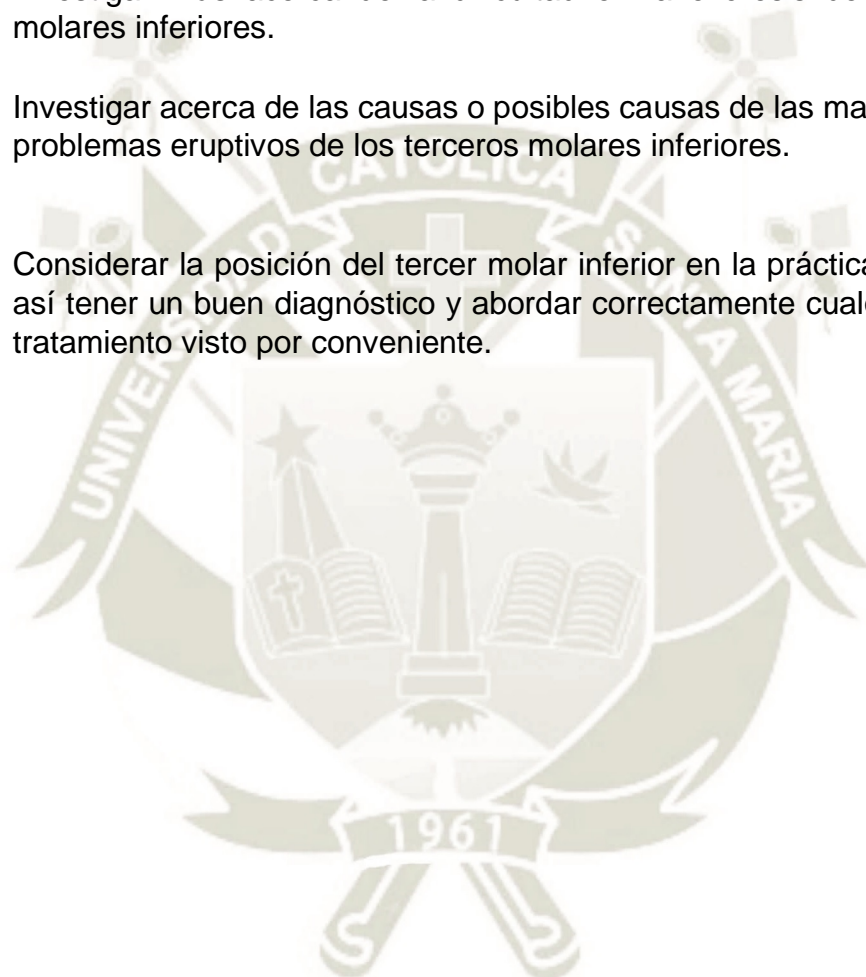 molares inferiores.
Investigar acerca de las causas o posibles causas de las ma
problemas eruptivos de los terceros molares inferiores.
Considerar la posición del tercer molar inferior en la práctica
así tener un buen diagnóstico y abordar correctamente cual
tratamiento visto por conveniente.
UNIVERSIDAD CATOLICA SANTA MARIA
1961